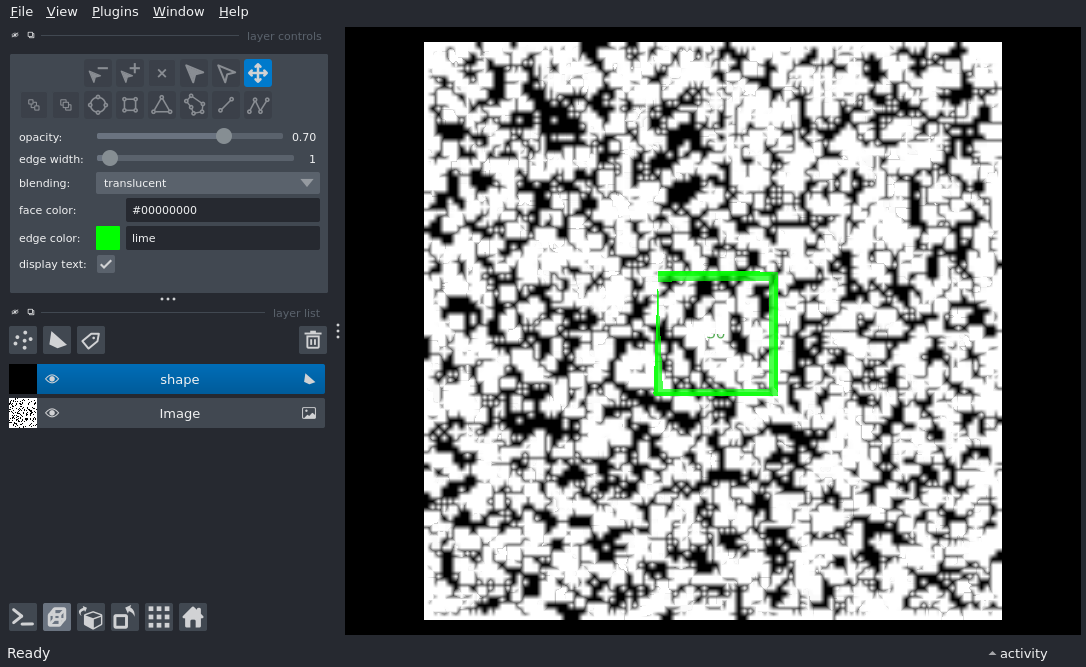 File View Plugins Window Help
layer controls
opacity: 0.70
edge width: 1
blending: translucent
face color: #00000000
edge color: lime
display text:
layer list
shape
Image
Ready
activity